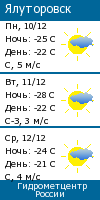 Ялуторовск
Пн, 10/12
Ночь: -25 C
День: -22 C
С, 5 м/с
Вт, 11/12
Ночь: -28 C
День: -22 C
С-З, 3 м/с
Ср, 12/12
Ночь: -24 C
День: -21 C
С, 4 м/с
Гидрометцентр
России